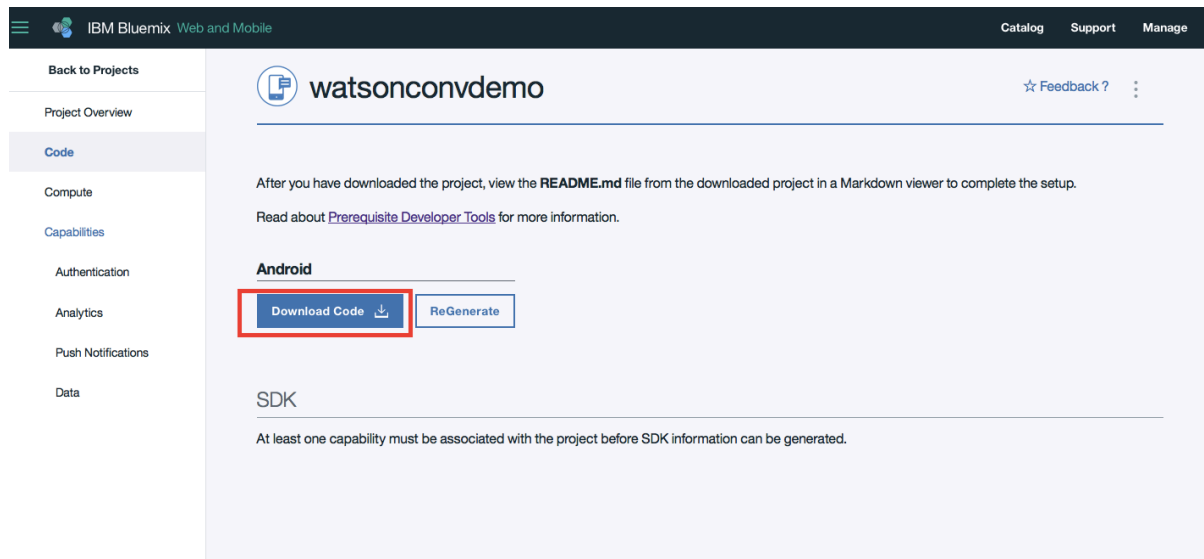 IBM Bluemix Web and Mobile
Catalog Support Manage
Back to Projects
Project Overview
Code
Compute
Capabilities
Authentication
Analytics
Push Notifications
Data
watsonconvdemo
Feedback ?
After you have downloaded the project, view the README.md file from the downloaded project in a Markdown viewer to complete the setup.
Read about Prerequisite Developer Tools for more information.
Android
Download Code
ReGenerate
SDK
At least one capability must be associated with the project before SDK information can be generated.